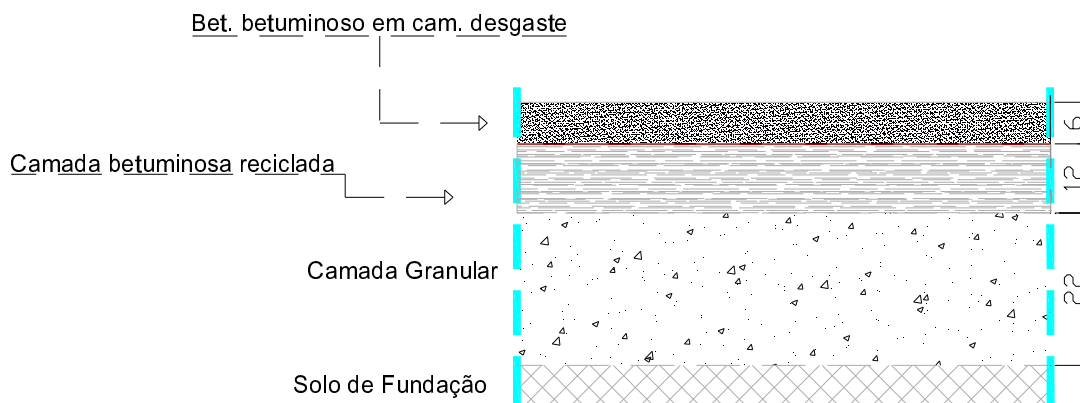 Bet. betuminoso em cam. desgaste
6
Camada betuminosa reciclada
12
Camada Granular
22
Solo de Fundação